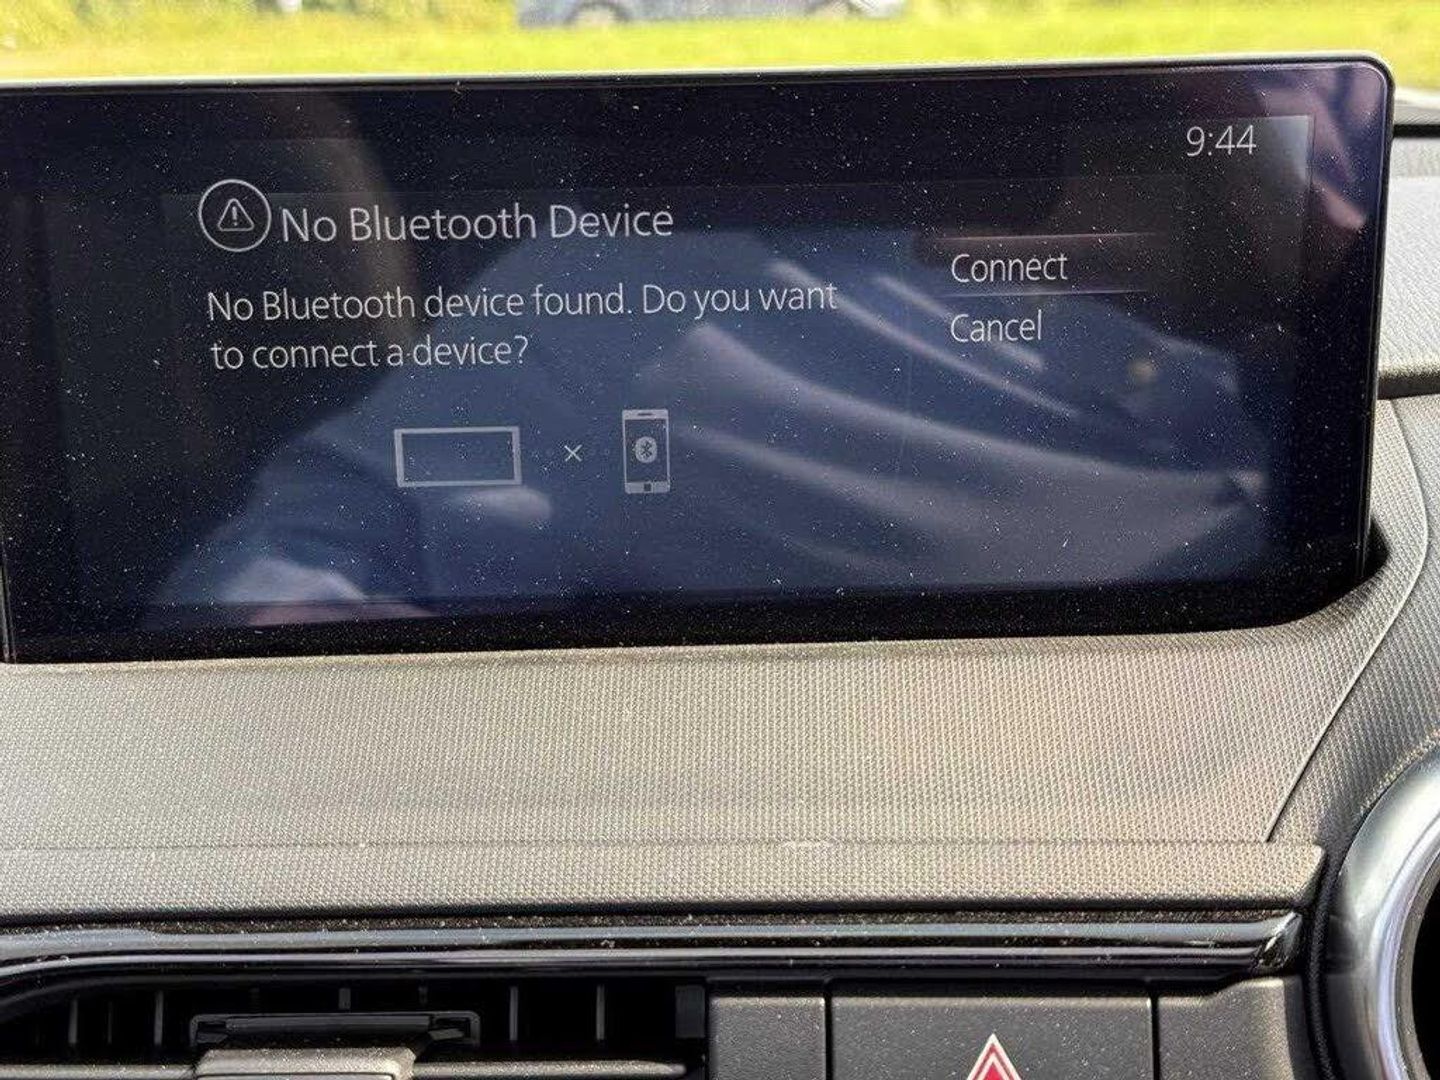 9:44
No Bluetooth Device
No Bluetooth device found. Do you want
to connect a device?
Connect
Cancel